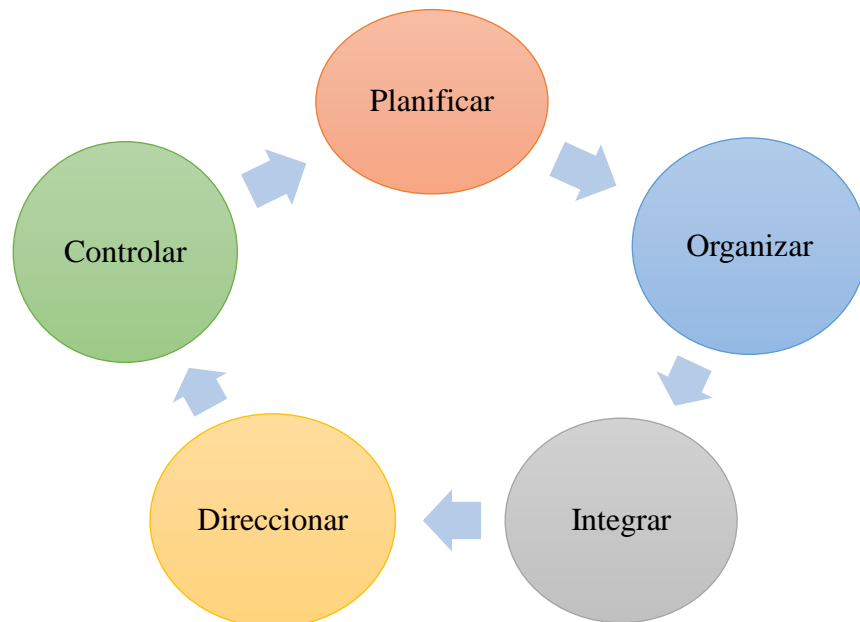 Planificar
Organizar
Integrar
Direccionar
Controlar